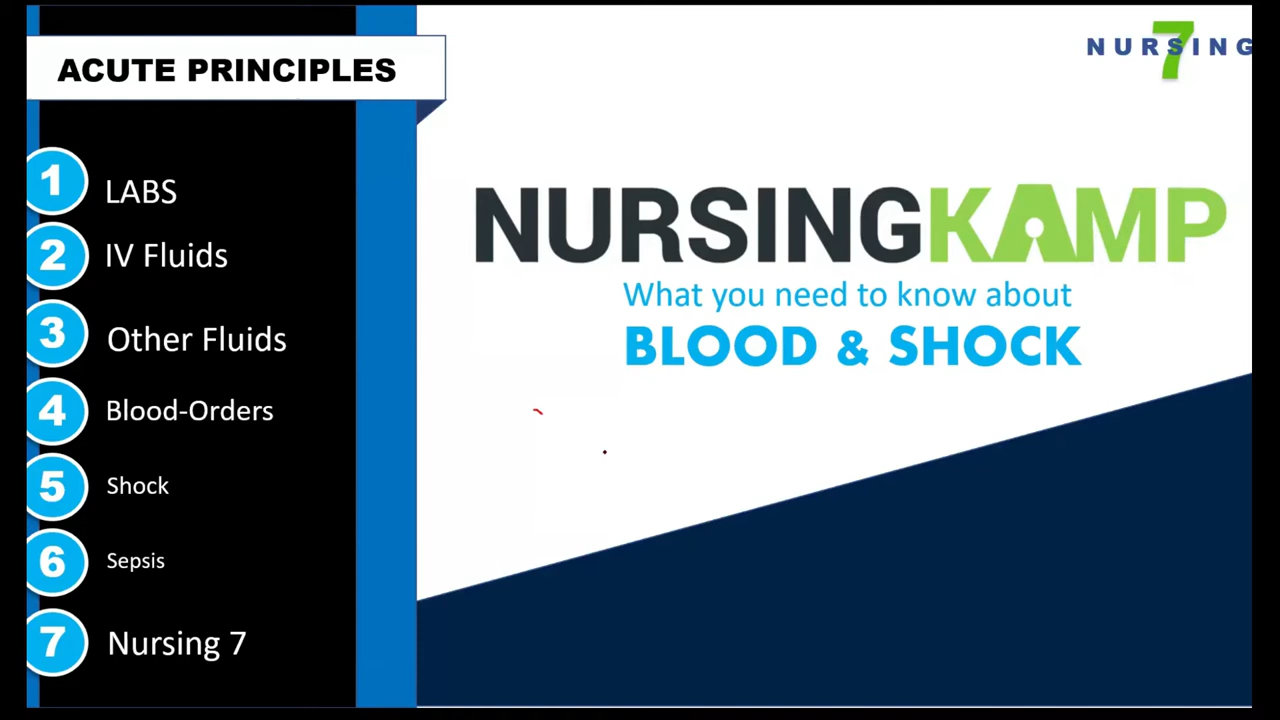 ACUTE PRINCIPLES
1 LABS
2 IV Fluids
3 Other Fluids
4 Blood-Orders
5 Shock
6 Sepsis
7 Nursing 7
7
NURSING
NURSINGKAMP
What you need to know about
BLOOD & SHOCK